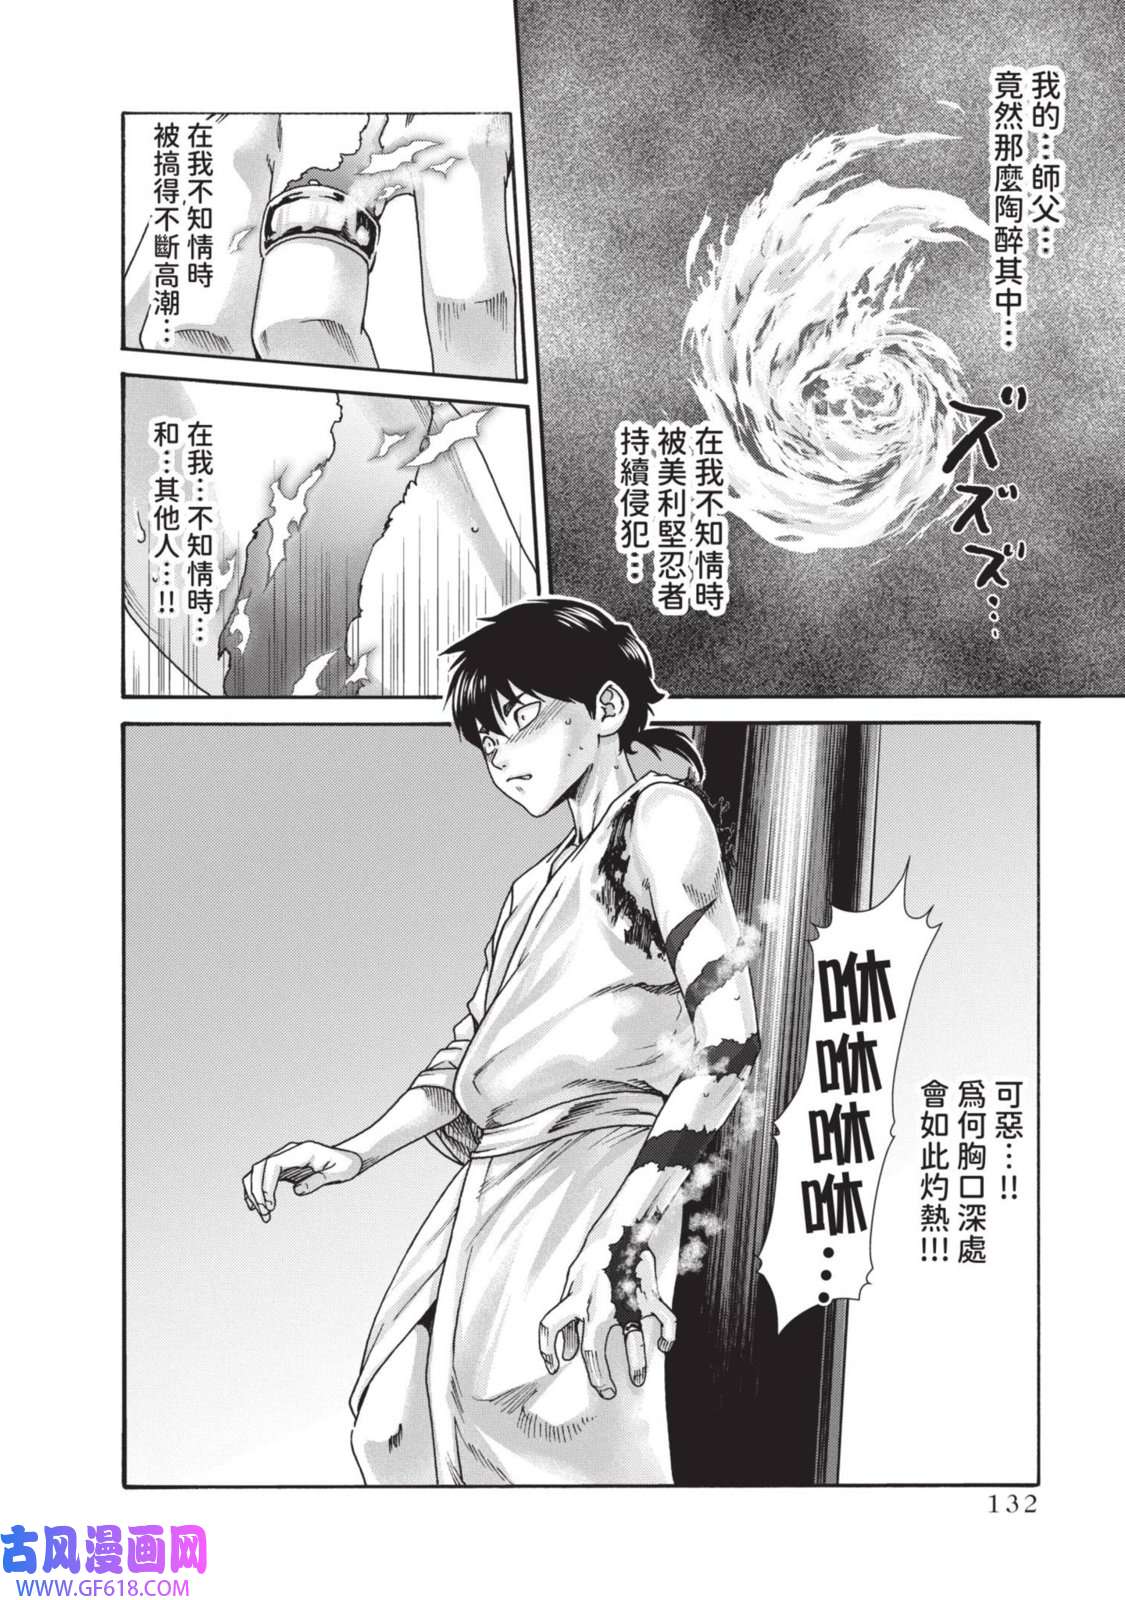 我的…師父…
竟然那麼陶醉其中…
ズズズ…
在我不知情時
被美利堅忍者
持續侵犯…
在我不知情時
被搞得不斷高潮…
在我…不知情時…
和…其他人…!!
可惡…!!
為何胸口深處
會如此灼熱!!!
咻咻咻咻…
132
古风漫画网
WWW.GF618.COM